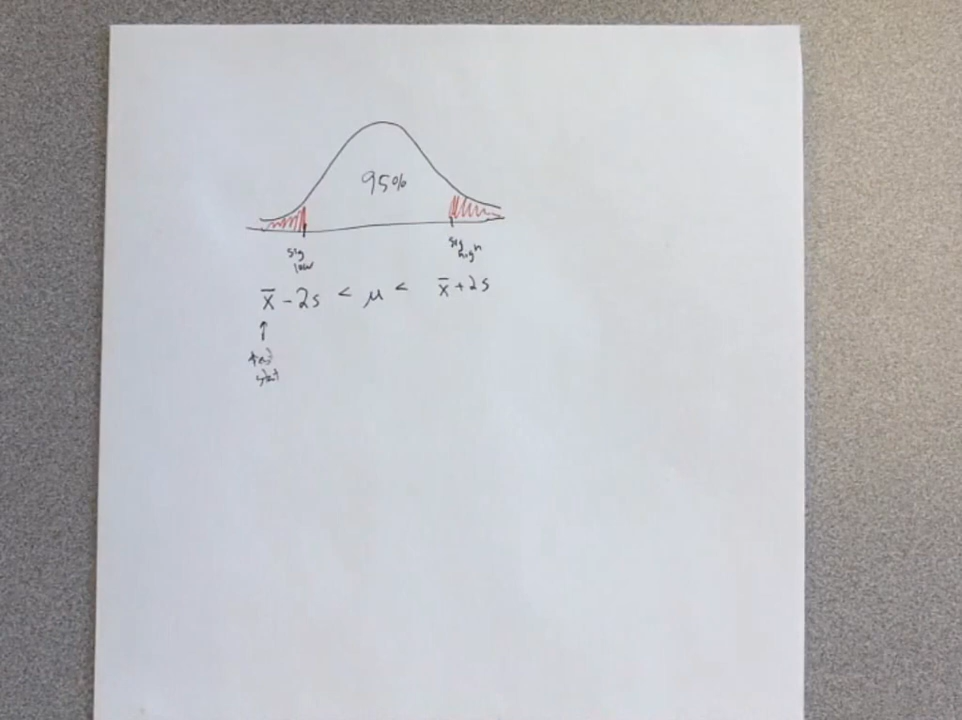 95%
sig
low
sig
high
x̄ - 2s < μ < x̄ + 2s
↑
test
stat